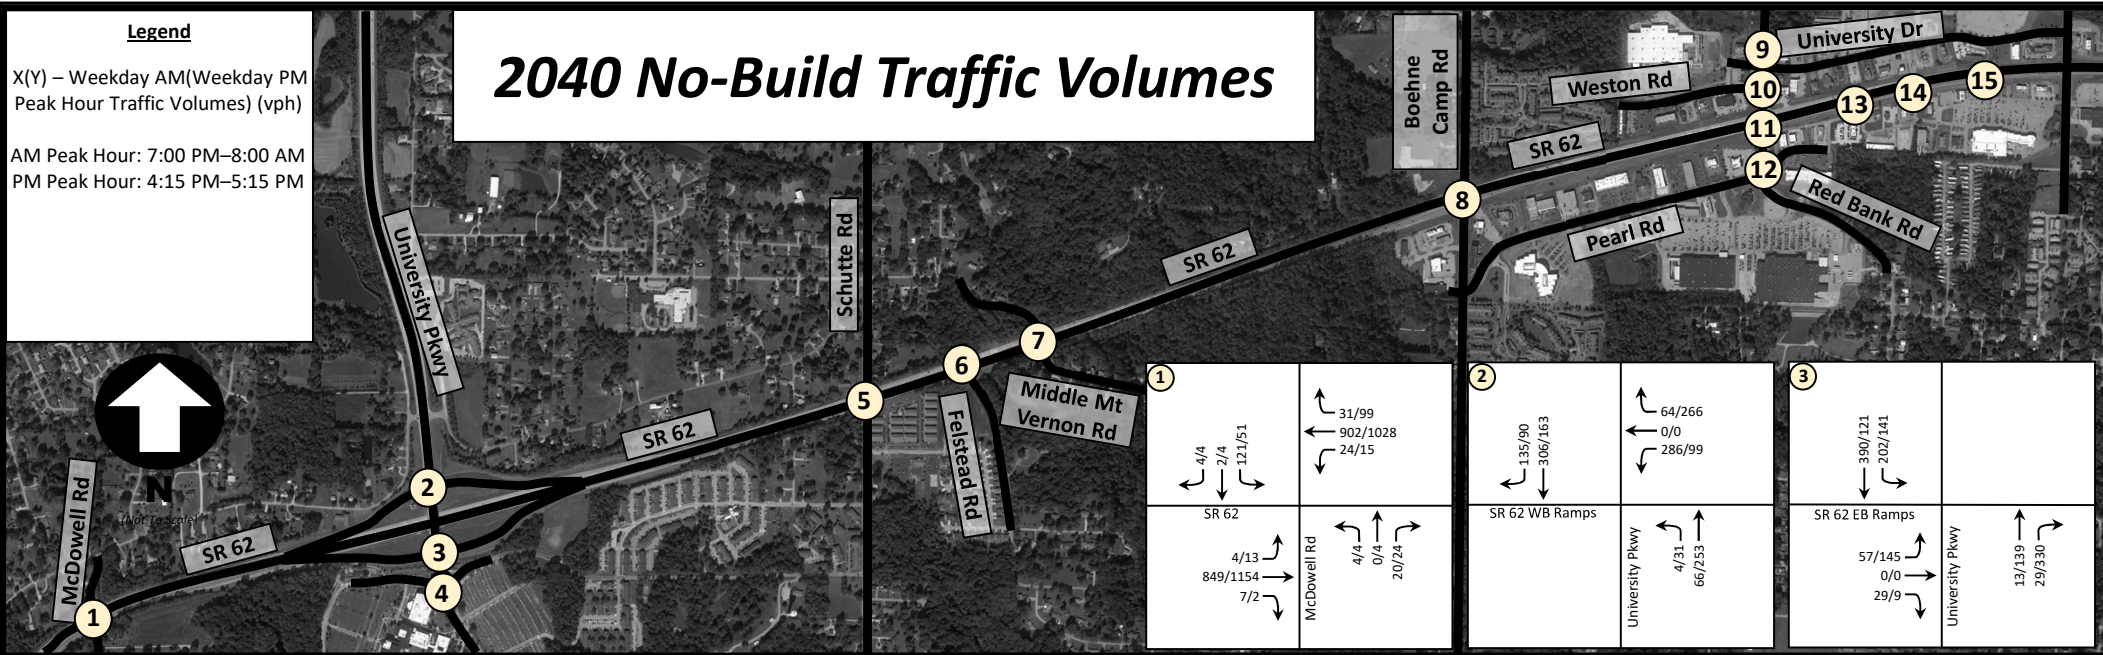 Legend
X(Y) – Weekday AM(Weekday PM
Peak Hour Traffic Volumes) (vph)
AM Peak Hour: 7:00 PM–8:00 AM
PM Peak Hour: 4:15 PM–5:15 PM
2040 No-Build Traffic Volumes
Boehne
Camp Rd
University Dr
Weston Rd
SR 62
Pearl Rd
Red Bank Rd
9
10
11
12
13
14
15
8
SR 62
University Pkwy
Schutte Rd
7
6
5
Middle Mt
Vernon Rd
Felstead Rd
SR 62
2
3
4
N
(Not To Scale)
McDowell Rd
SR 62
1
1
4/4
2/4
121/51
31/99
902/1028
24/15
SR 62
McDowell Rd
4/13
849/1154
7/2
4/4
0/4
20/24
2
135/90
306/163
64/266
0/0
286/99
SR 62 WB Ramps
University Pkwy
4/31
66/253
3
390/121
202/141
SR 62 EB Ramps
University Pkwy
57/145
0/0
29/9
13/139
29/330